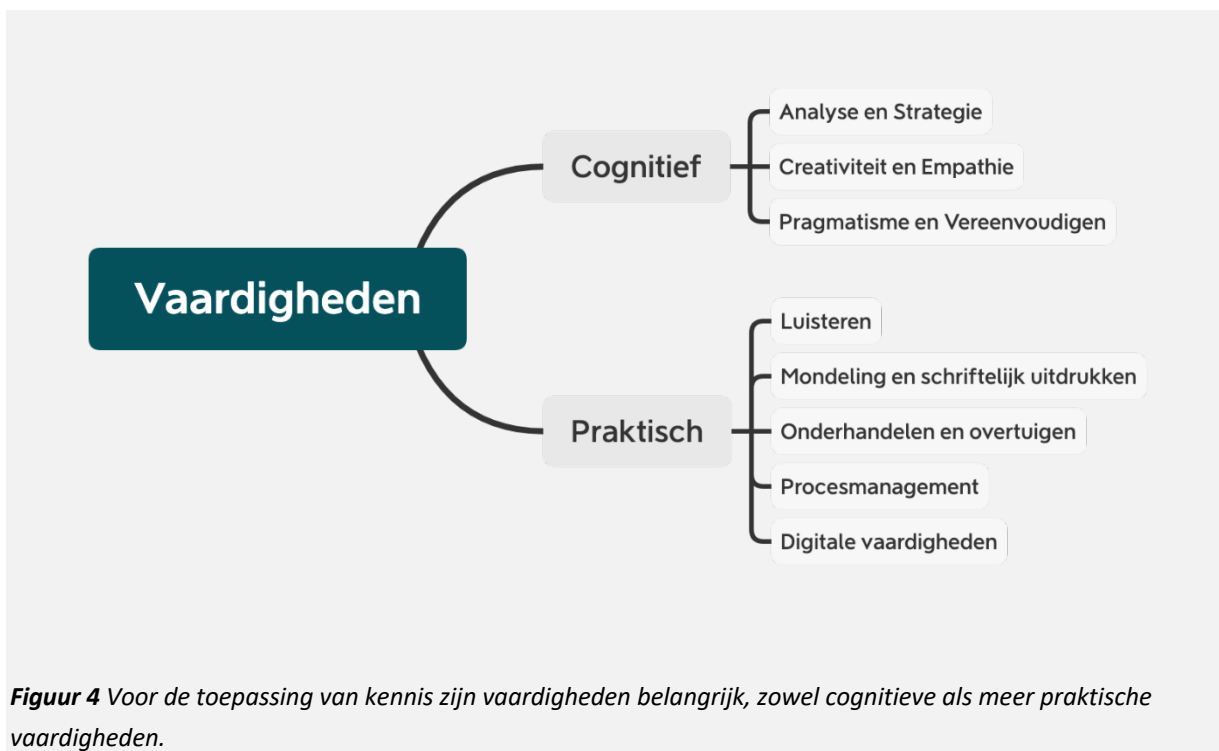 Vaardigheden
Cognitief
Analyse en Strategie
Creativiteit en Empathie
Pragmatisme en Vereenvoudigen
Praktisch
Luisteren
Mondeling en schriftelijk uitdrukken
Onderhandelen en overtuigen
Procesmanagement
Digitale vaardigheden
Figuur 4 Voor de toepassing van kennis zijn vaardigheden belangrijk, zowel cognitieve als meer praktische
vaardigheden.